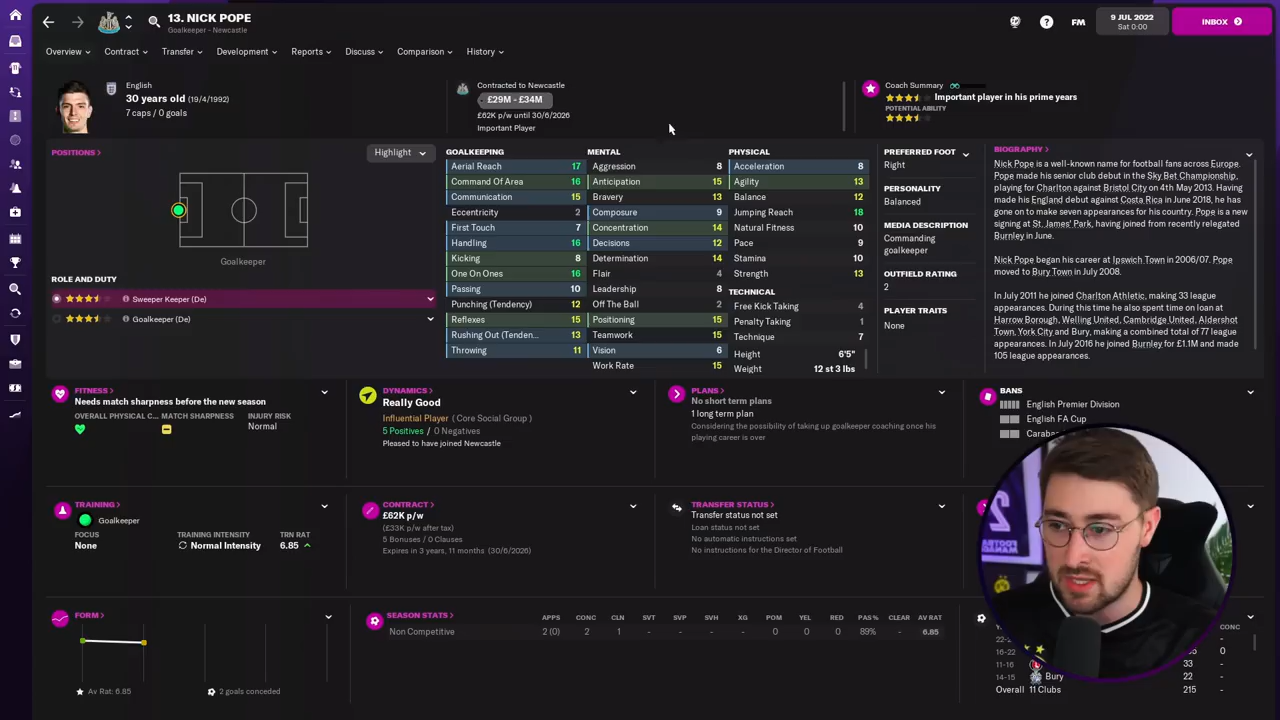 13. NICK POPE
Goalkeeper - Newcastle
FM
9 JUL 2022
Sat 0:00
INBOX
Overview
Contract
Transfer
Development
Reports
Discuss
Comparison
History
English
30 years old (19/4/1992)
7 caps / 0 goals
Contracted to Newcastle
£29M - £34M
£62K p/w until 30/6/2026
Important Player
Coach Summary
Important player in his prime years
POTENTIAL ABILITY
POSITIONS
Highlight
Goalkeeper
ROLE AND DUTY
Sweeper Keeper (De)
Goalkeeper (De)
GOALKEEPING
Aerial Reach 17
Command Of Area 16
Communication 15
Eccentricity 2
First Touch 7
Handling 16
Kicking 8
One On Ones 16
Passing 10
Punching (Tendency) 12
Reflexes 15
Rushing Out (Tenden... 13
Throwing 11
MENTAL
Aggression 8
Anticipation 15
Bravery 13
Composure 9
Concentration 14
Decisions 12
Determination 14
Flair 4
Leadership 8
Off The Ball 2
Positioning 15
Teamwork 15
Vision 6
Work Rate 15
PHYSICAL
Acceleration 8
Agility 13
Balance 12
Jumping Reach 18
Natural Fitness 10
Pace 9
Stamina 10
Strength 13
TECHNICAL
Free Kick Taking 4
Penalty Taking 1
Technique 7
Height 6'5"
Weight 12 st 3 lbs
PREFERRED FOOT
Right
PERSONALITY
Balanced
MEDIA DESCRIPTION
Commanding
goalkeeper
OUTFIELD RATING
2
PLAYER TRAITS
None
BIOGRAPHY
Nick Pope is a well-known name for football fans across Europe.
Pope made his senior club debut in the Sky Bet Championship,
playing for Charlton against Bristol City on 4th May 2013. Having
made his England debut against Costa Rica in June 2018, he
has gone on to make seven appearances for his country. Pope is a new
signing at St. James' Park, having joined from recently relegated
Burnley in June.
Nick Pope began his career at Ipswich Town in 2006/07. Pope
moved to Bury Town in July 2008.
In July 2011 he joined Charlton Athletic, making 33 league
appearances. During this time he also spent time on loan at
Harrow Borough, Welling United, Cambridge United, Aldershot
Town, York City and Bury, making a combined total of 77 league
appearances. In July 2016 he joined Burnley for £1.1M and made
105 league appearances.
FITNESS
Needs match sharpness before the new season
OVERALL PHYSICAL C...
MATCH SHARPNESS
INJURY RISK
Normal
DYNAMICS
Really Good
Influential Player ( Core Social Group )
5 Positives / 0 Negatives
Pleased to have joined Newcastle
PLANS
No short term plans
1 long term plan
Considering the possibility of taking up goalkeeper coaching once his
playing career is over
BANS
English Premier Division
English FA Cup
Caraba
TRAINING
Goalkeeper
FOCUS
None
TRAINING INTENSITY
Normal Intensity
TRN RAT
6.85
CONTRACT
£62K p/w
(£33K p/w after tax)
5 Bonuses / 0 Clauses
Expires in 3 years, 11 months (30/6/2026)
TRANSFER STATUS
Transfer status not set
Loan status not set
No automatic instructions set
No instructions for the Director of Football
FORM
Av Rat: 6.85
2 goals conceded
SEASON STATS
APPS CONC CLN SVT SVP SVH XG POM YEL RED PAS% CLEAR AV RAT
Non Competitive 2 (0) 2 1 - - - - 0 0 0 89% - 6.85
CONC
22-2
16-22 0
11-16 33
14-15 Bury 22 -
Overall 11 Clubs 215 -